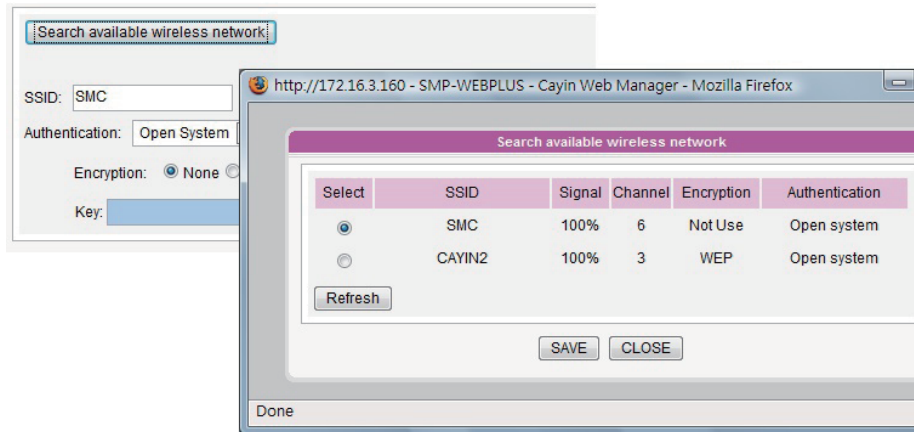 Search available wireless network
SSID: SMC
Authentication: Open System
Encryption: None
Key:
http://172.16.3.160 - SMP-WEBPLUS - Cayin Web Manager - Mozilla Firefox
Search available wireless network
Select SSID Signal Channel Encryption Authentication
SMC 100% 6 Not Use Open system
CAYIN2 100% 3 WEP Open system
Refresh
SAVE CLOSE
Done